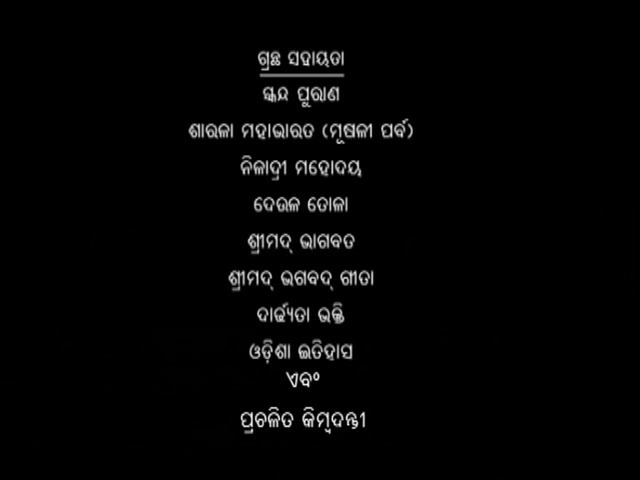 ଗ୍ରନ୍ଥ ସହାୟତା
ସ୍କନ୍ଦ ପୁରାଣ
ଶାରଳା ମହାଭାରତ (ମୂଷଳୀ ପର୍ବ)
ନିଳାଦ୍ରୀ ମହୋଦୟ
ଦେଉଳ ତୋଳା
ଶ୍ରୀମଦ୍ ଭାଗବତ
ଶ୍ରୀମଦ୍ ଭଗବଦ୍ ଗୀତା
ଦାର୍ଢ୍ୟତା ଭକ୍ତି
ଓଡ଼ିଶା ଇତିହାସ
ଏବଂ
ପ୍ରଚଳିତ କିମ୍ବଦନ୍ତୀ